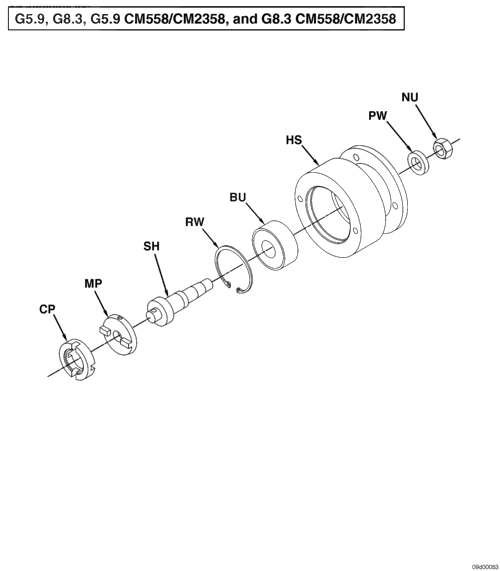 G5.9, G8.3, G5.9 CM558/CM2358, and G8.3 CM558/CM2358
NU
PW
HS
BU
RW
SH
MP
CP
09d00083